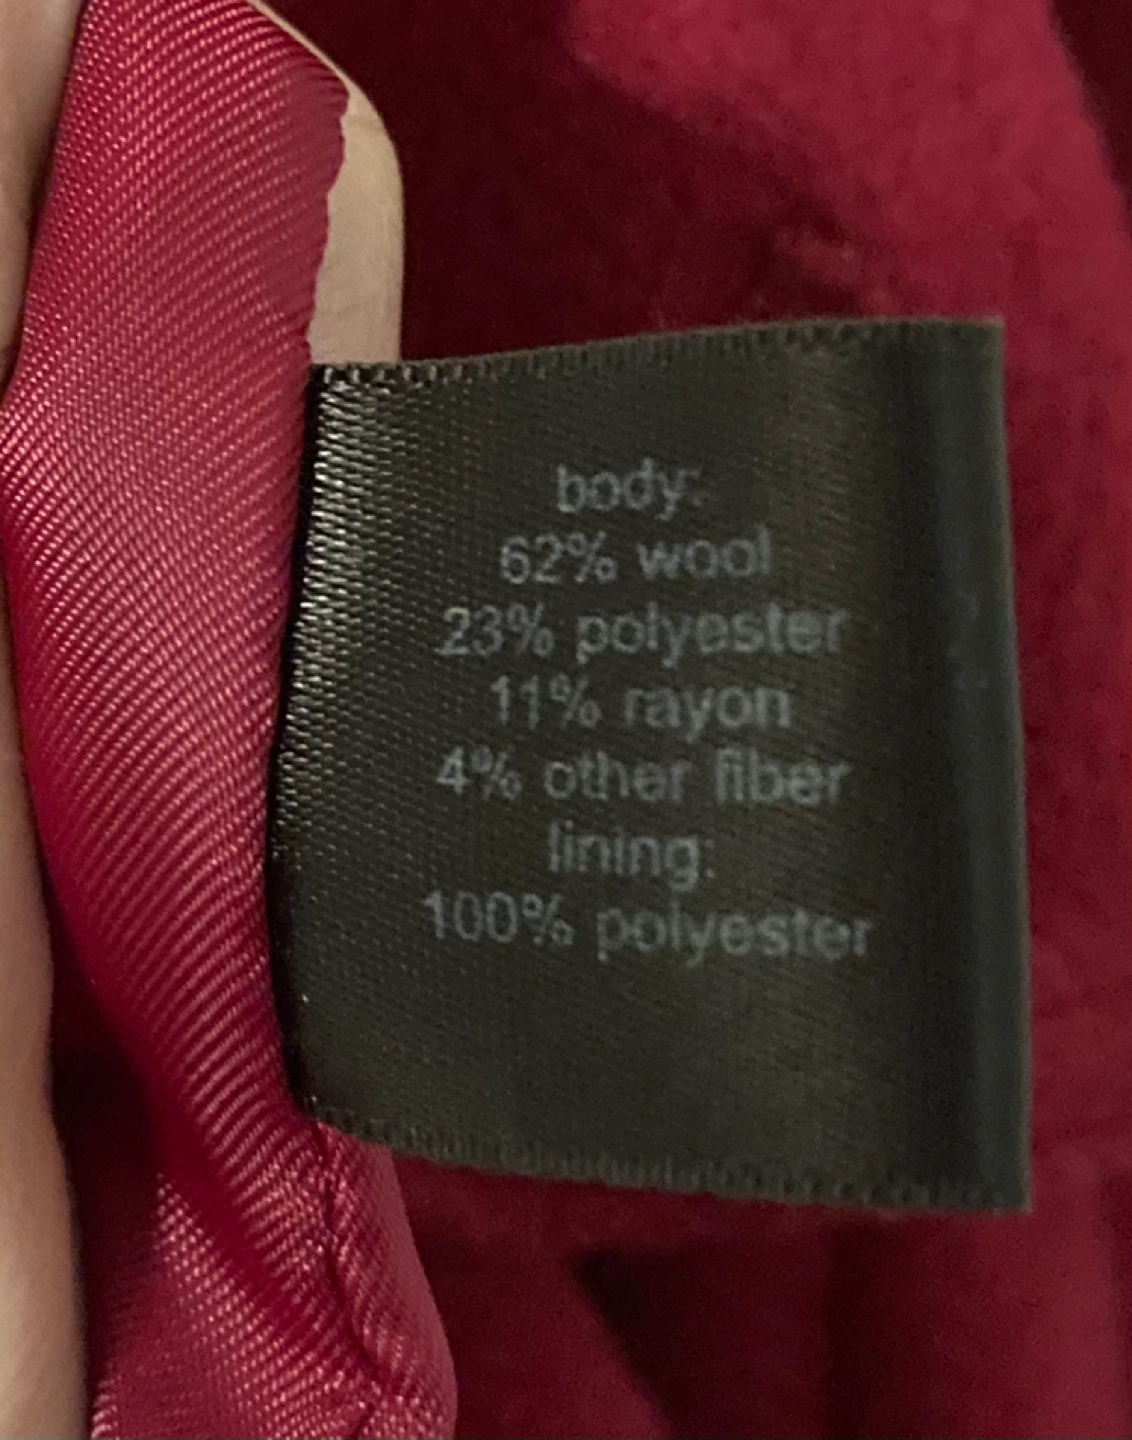 body:
62% wool
23% polyester
11% rayon
4% other fiber
lining:
100% polyester